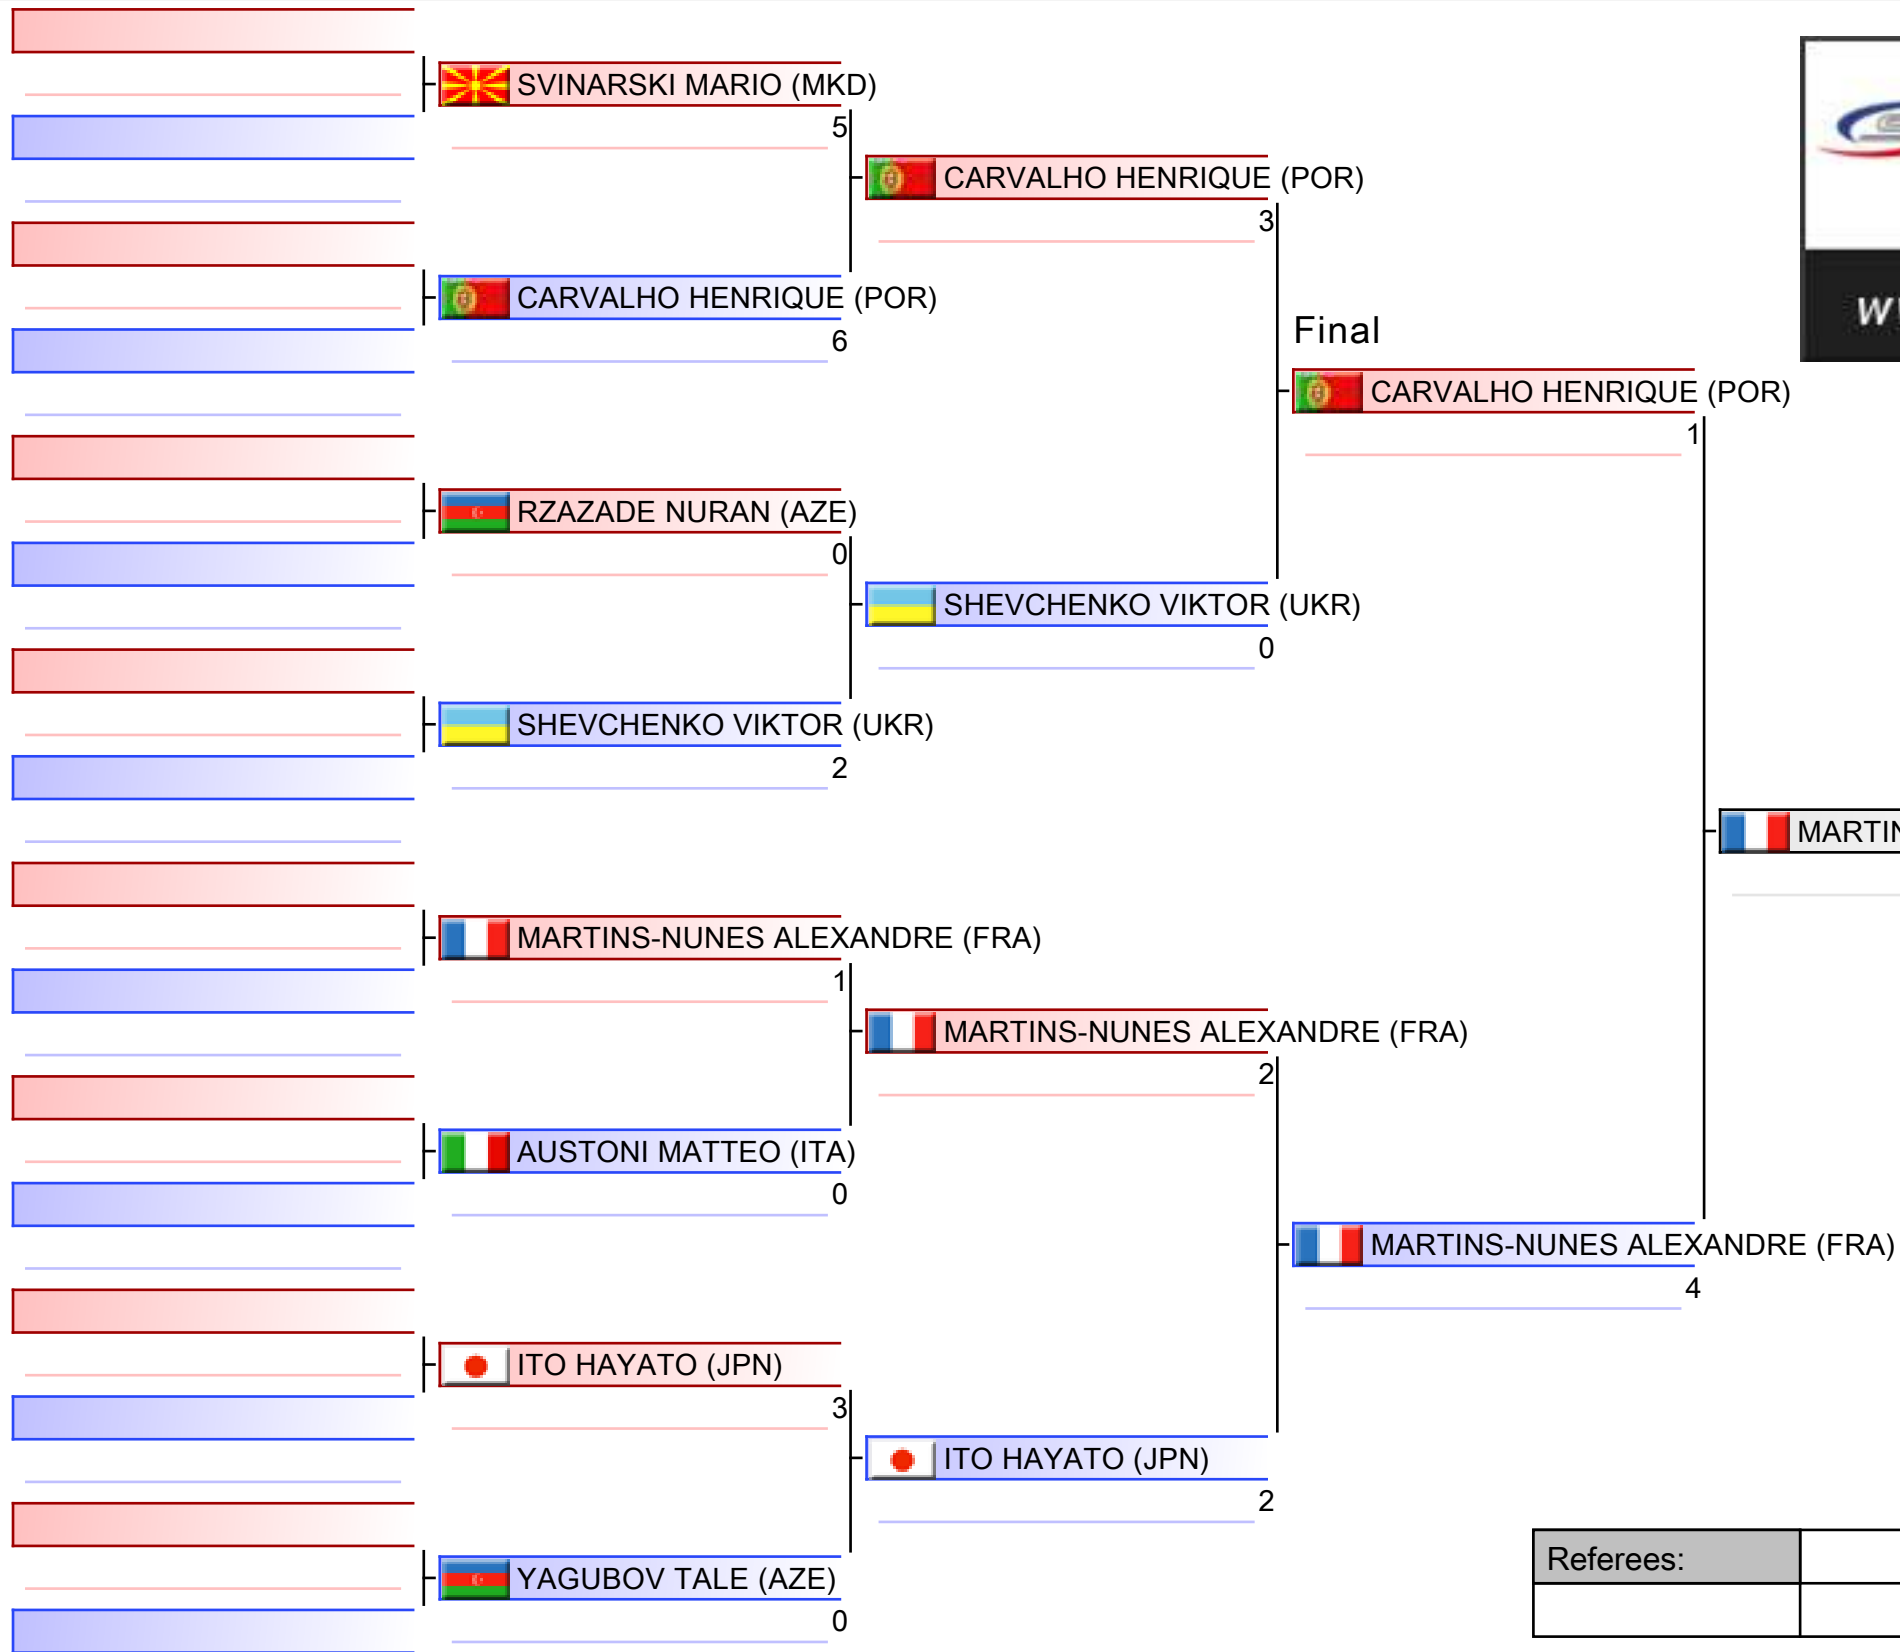 SVINARSKI MARIO (MKD)
5
CARVALHO HENRIQUE (POR)
3
CARVALHO HENRIQUE (POR)
6
Final
CARVALHO HENRIQUE (POR)
1
RZAZADE NURAN (AZE)
0
SHEVCHENKO VIKTOR (UKR)
0
SHEVCHENKO VIKTOR (UKR)
2
MARTINS-NUNES ALEXANDRE (FRA)
1
MARTINS-NUNES ALEXANDRE (FRA)
2
AUSTONI MATTEO (ITA)
0
MARTINS-NUNES ALEXANDRE (FRA)
4
ITO HAYATO (JPN)
3
ITO HAYATO (JPN)
2
YAGUBOV TALE (AZE)
0
Referees: